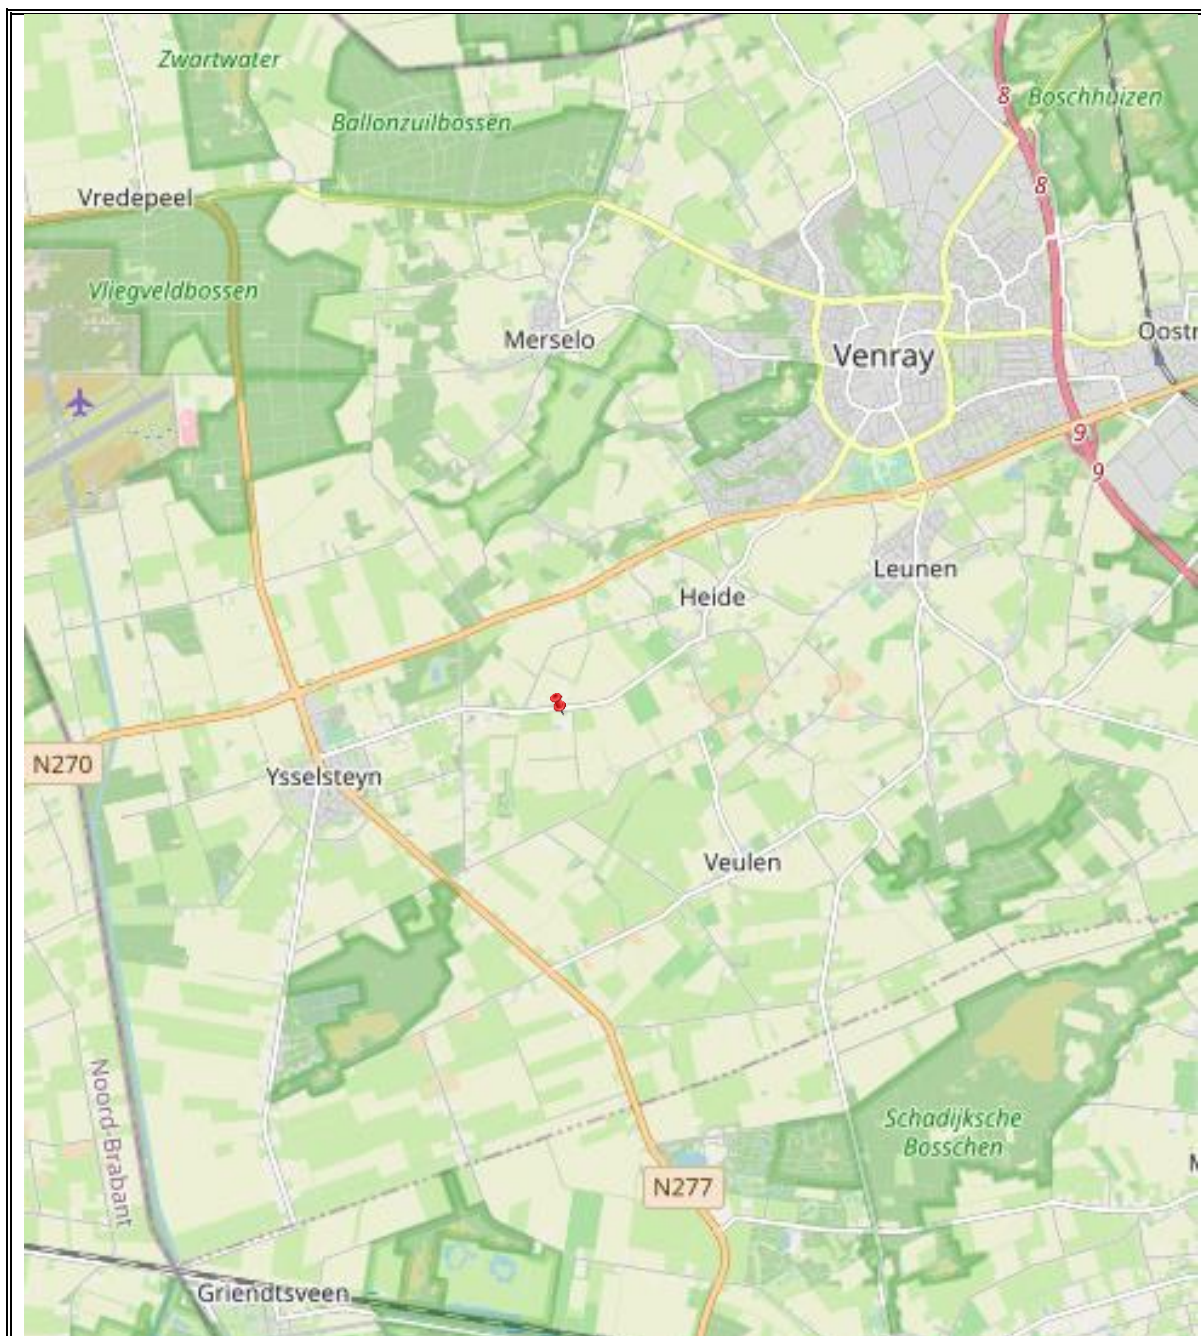 Zwartwater
8
Boschhuizen
Ballonzuilbossen
8
Vredepeel
Vliegveldbossen
Merselo
Venray
Oostr
9
9
Leunen
Heide
N270
Ysselsteyn
Veulen
Noord-Brabant
Schadijksche
Bosschen
M
N277
Griendtsveen